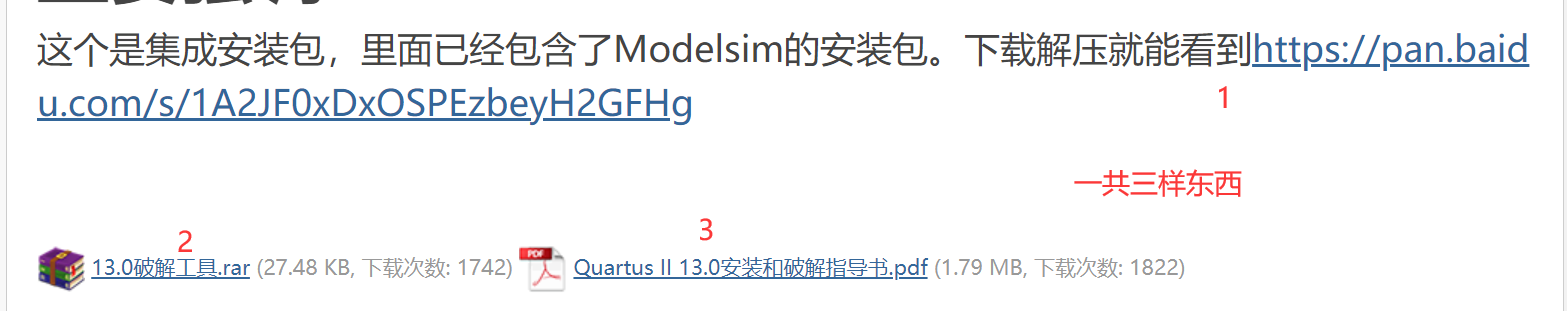 这个是集成安装包，里面已经包含了Modelsim的安装包。下载解压就能看到https://pan.baid
u.com/s/1A2JF0xDxOSPEzbeyH2GFHg
1
一共三样东西
2
3
13.0破解工具.rar (27.48 KB, 下载次数: 1742) Quartus II 13.0安装和破解指导书.pdf (1.79 MB, 下载次数: 1822)